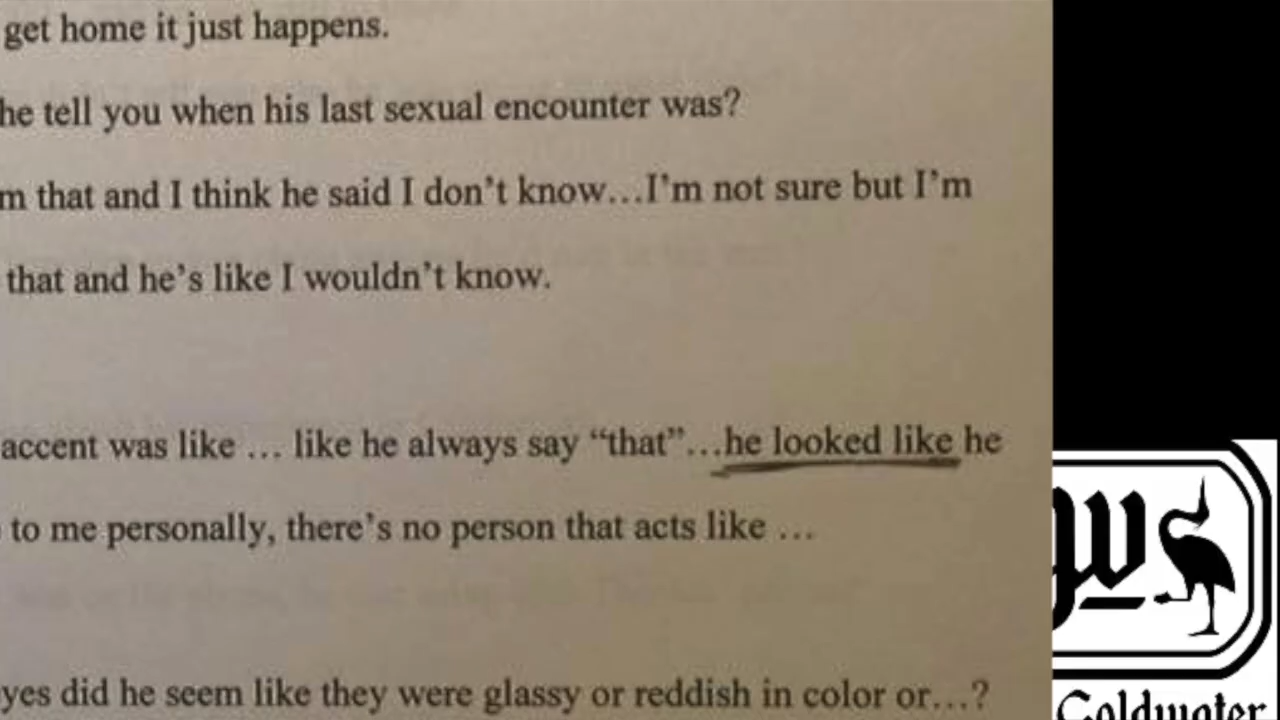 get home it just happens.
he tell you when his last sexual encounter was?
m that and I think he said I don’t know…I’m not sure but I’m
that and he’s like I wouldn’t know.
accent was like … like he always say “that”…he looked like he
to me personally, there’s no person that acts like …
yes did he seem like they were glassy or reddish in color or…?
gw
Coldwater